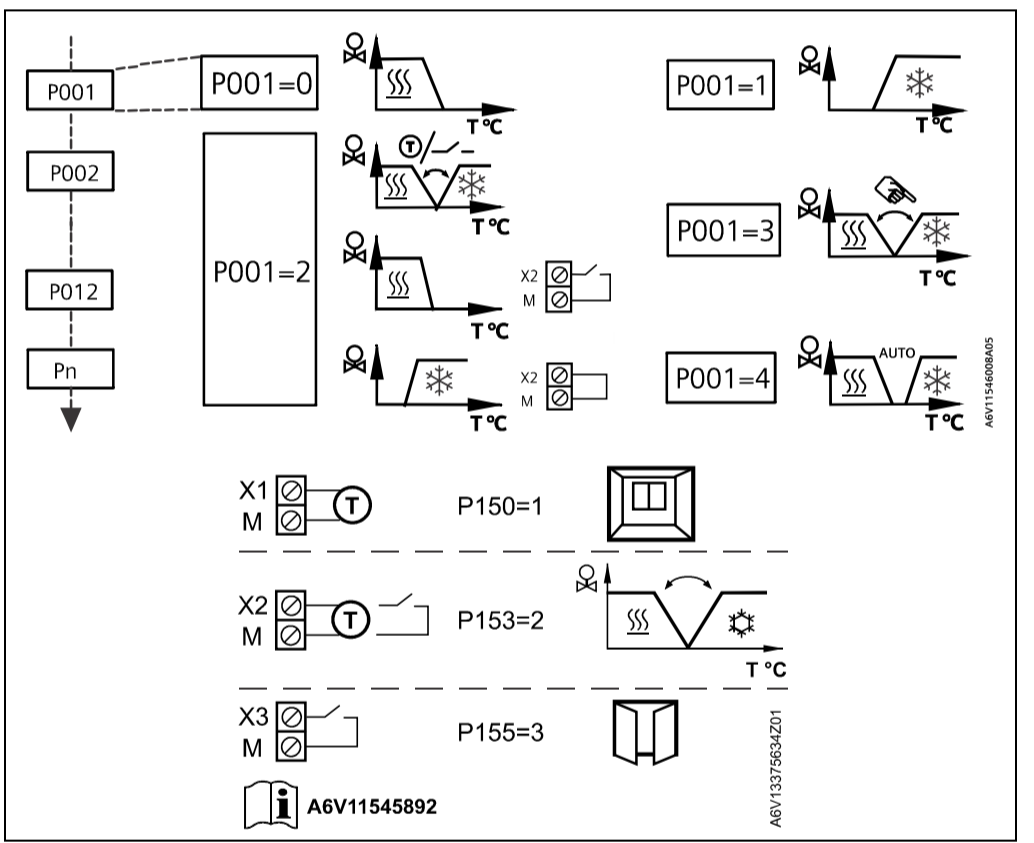 P001
P001=0
T °C
P001=1
T °C
P002
T
T °C
P001=2
P001=3
T °C
P012
X2
M
T °C
Pn
X2
M
T °C
P001=4
AUTO
T °C
A6V11546008A05
X1
M
T
P150=1
X2
M
T
P153=2
T °C
X3
M
P155=3
A6V13375634Z01
i
A6V11545892